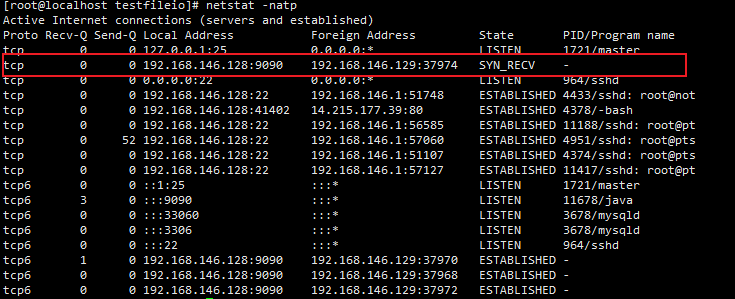 [root@localhost testfileio]# netstat -natp
Active Internet connections (servers and established)
Proto Recv-Q Send-Q Local Address           Foreign Address         State       PID/Program name
tcp        0      0 127.0.0.1:25            0.0.0.0:*               LISTEN      1721/master
tcp        0      0 192.168.146.128:9090    192.168.146.129:37974   SYN_RECV    -
tcp        0      0 0.0.0.0:22              0.0.0.0:*               LISTEN      964/sshd
tcp        0      0 192.168.146.128:22      192.168.146.1:51748     ESTABLISHED 4433/sshd: root@not
tcp        0      0 192.168.146.128:41402   14.215.177.39:80        ESTABLISHED 4378/-bash
tcp        0      0 192.168.146.128:22      192.168.146.1:56585     ESTABLISHED 11188/sshd: root@pt
tcp        0     52 192.168.146.128:22      192.168.146.1:57060     ESTABLISHED 4951/sshd: root@pts
tcp        0      0 192.168.146.128:22      192.168.146.1:51107     ESTABLISHED 4374/sshd: root@pts
tcp        0      0 192.168.146.128:22      192.168.146.1:57127     ESTABLISHED 11417/sshd: root@pt
tcp6       0      0 ::1:25                  :::*                    LISTEN      1721/master
tcp6       3      0 :::9090                 :::*                    LISTEN      11678/java
tcp6       0      0 :::33060                :::*                    LISTEN      3678/mysqld
tcp6       0      0 :::3306                 :::*                    LISTEN      3678/mysqld
tcp6       0      0 :::22                   :::*                    LISTEN      964/sshd
tcp6       1      0 192.168.146.128:9090    192.168.146.129:37970   ESTABLISHED -
tcp6       0      0 192.168.146.128:9090    192.168.146.129:37968   ESTABLISHED -
tcp6       0      0 192.168.146.128:9090    192.168.146.129:37972   ESTABLISHED -